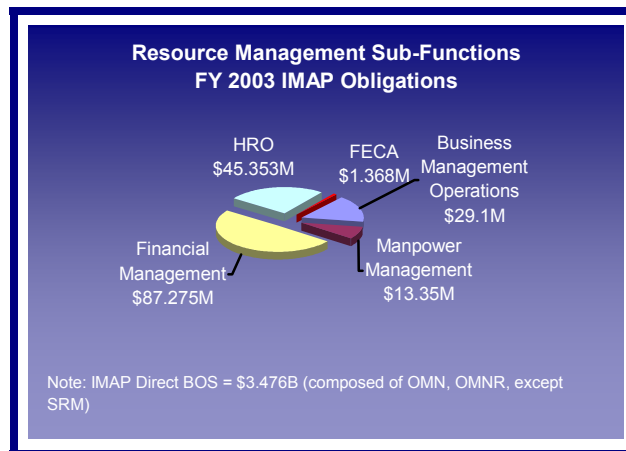 Resource Management Sub-Functions
FY 2003 IMAP Obligations
HRO
$45.353M
FECA
$1.368M
Business
Management
Operations
$29.1M
Financial
Management
$87.275M
Manpower
Management
$13.35M
Note: IMAP Direct BOS = $3.476B (composed of OMN, OMNR, except
SRM)